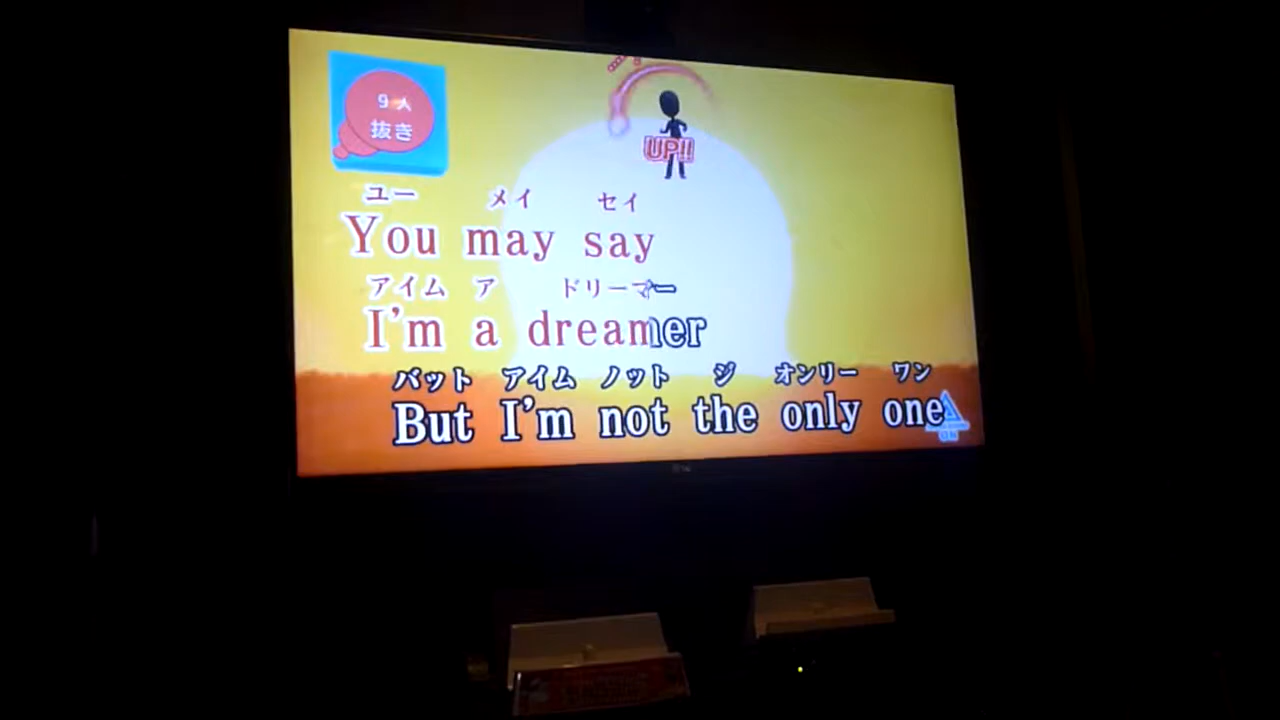 9人
抜き
UP!!
ユー メイ セイ
You may say
アイム ア ドリーマー
I'm a dreamer
バット アイム ノット ジ オンリー ワン
But I'm not the only one
ON
LG